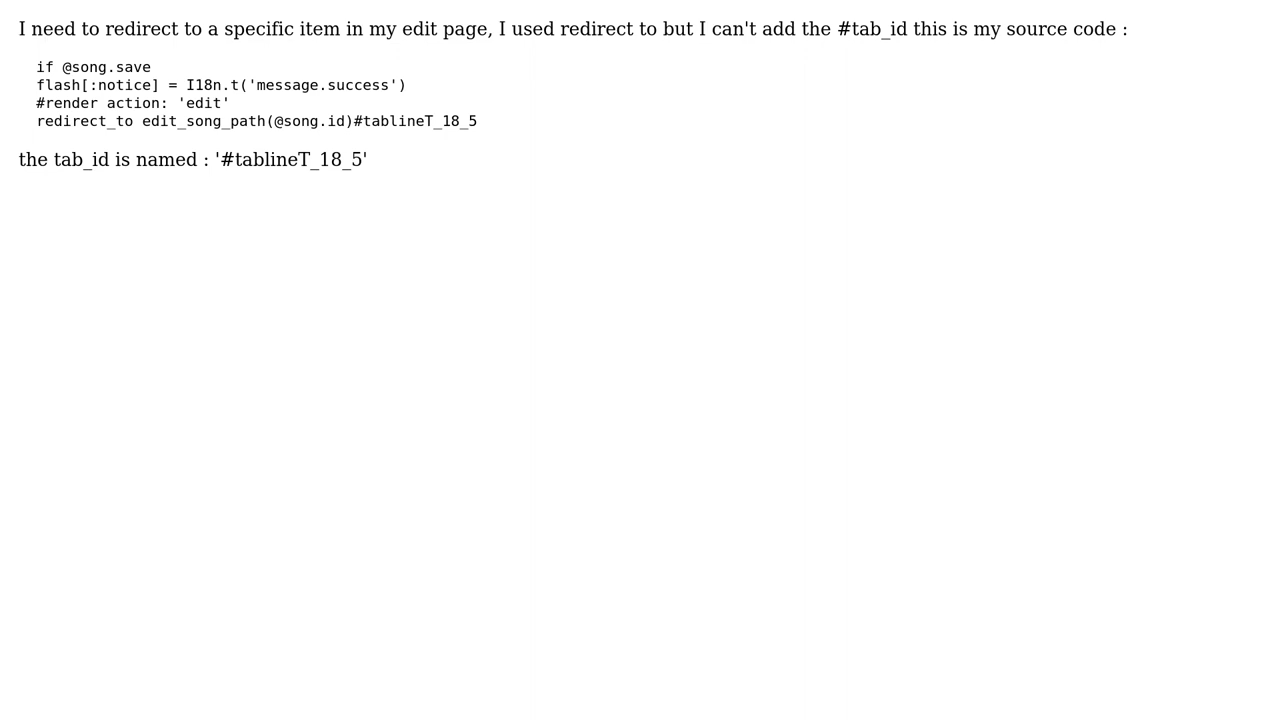 I need to redirect to a specific item in my edit page, I used redirect to but I can't add the #tab_id this is my source code :
if @song.save
flash[:notice] = I18n.t('message.success')
#render action: 'edit'
redirect_to edit_song_path(@song.id)#tablineT_18_5
the tab_id is named : '#tablineT_18_5'